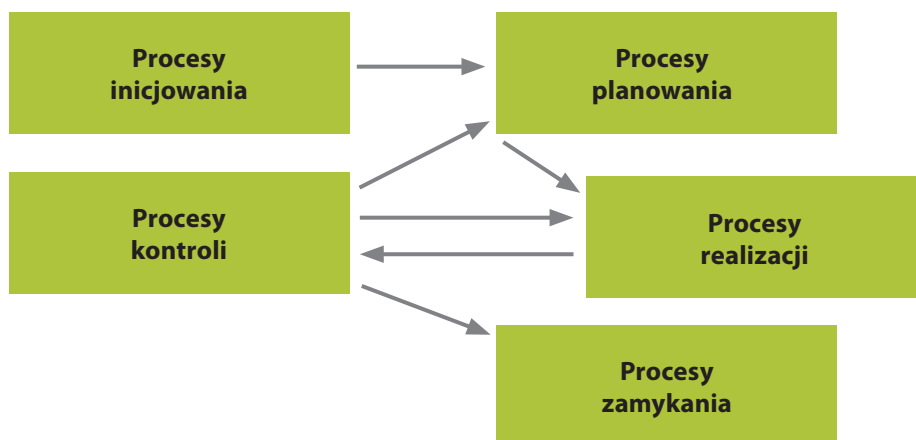 Procesy
inicjowania
Procesy
planowania
Procesy
kontroli
Procesy
realizacji
Procesy
zamykania